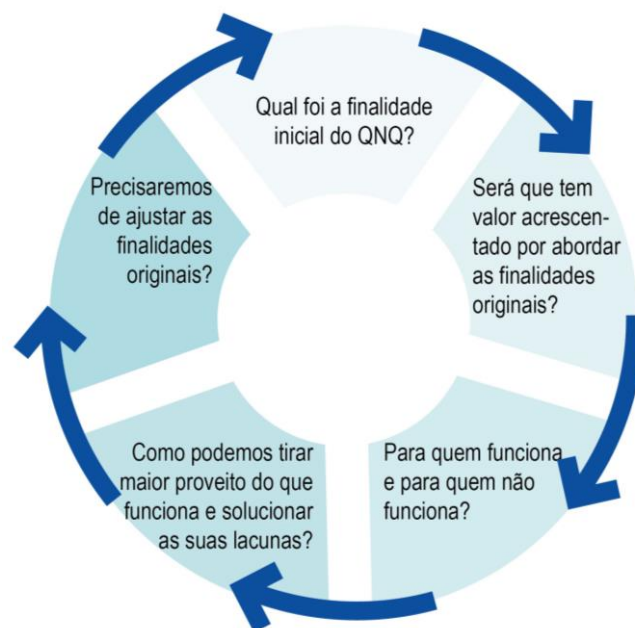 Qual foi a finalidade
inicial do QNQ?
Será que tem
valor acrescen-
tado por abordar
as finalidades
originais?
Para quem funciona
e para quem não
funciona?
Como podemos tirar
maior proveito do que
funciona e solucionar
as suas lacunas?
Precisaremos
de ajustar as
finalidades
originais?